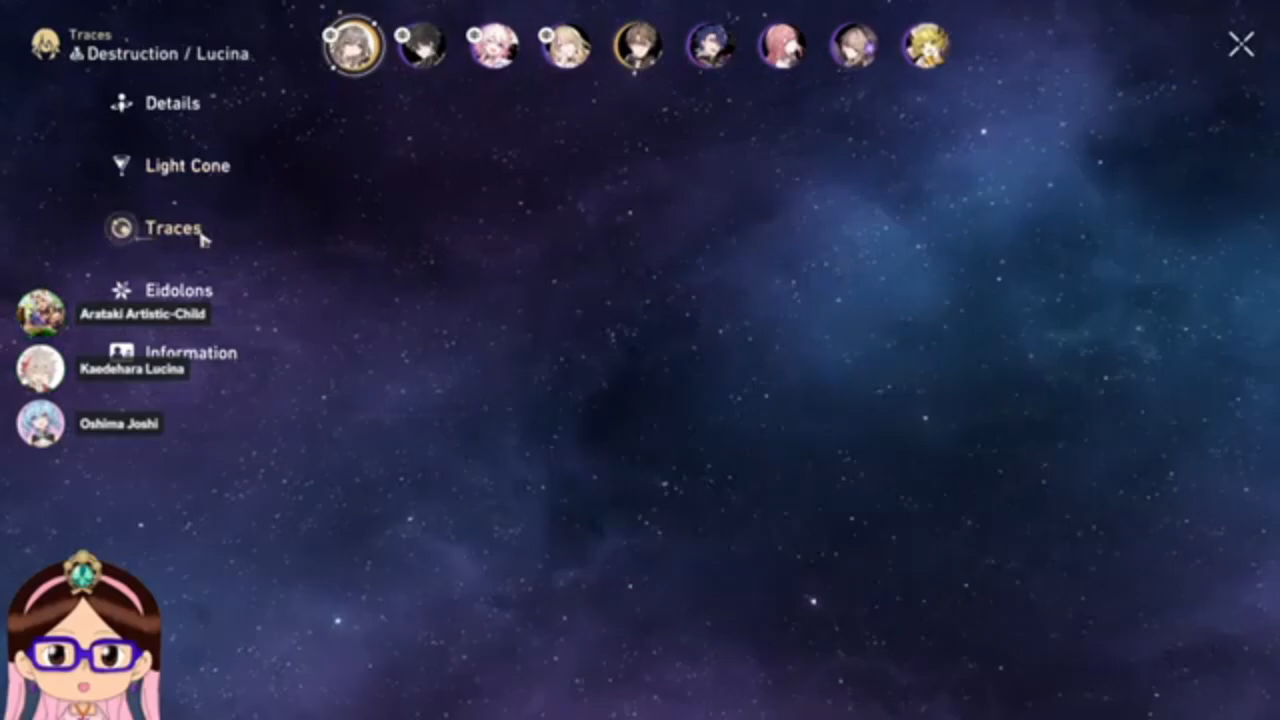 Traces
Destruction / Lucina
Details
Light Cone
Traces
Eidolons
Arataki Artistic-Child
Information
Kaedehara Lucina
Oshima Joshi